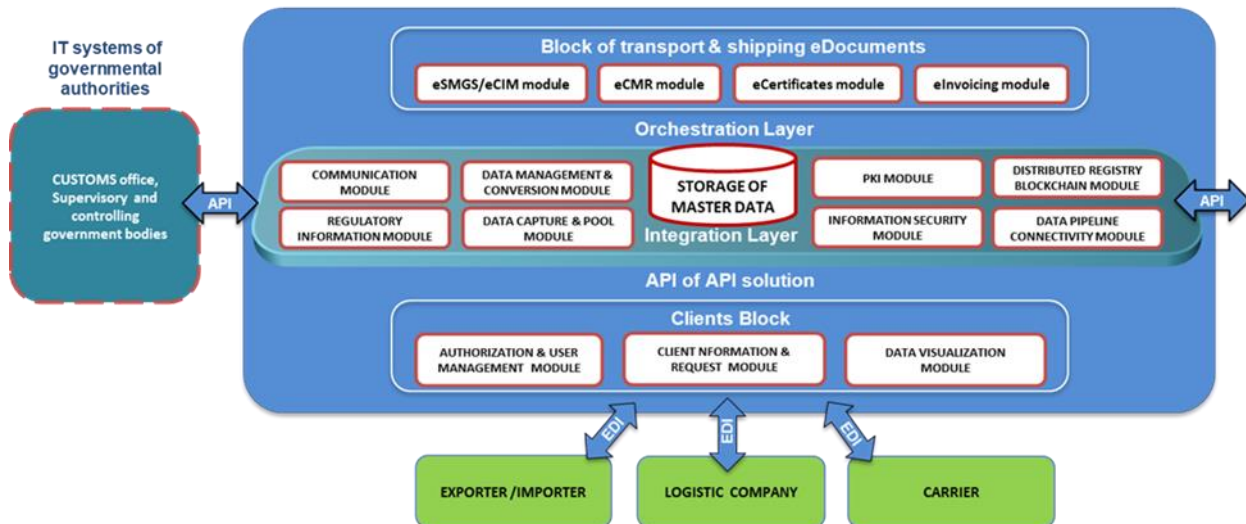 IT systems of
governmental
authorities
CUSTOMS office,
Supervisory and
controlling
government bodies
API
Block of transport & shipping eDocuments
eSMGS/eCIM module
eCMR module
eCertificates module
eInvoicing module
Orchestration Layer
COMMUNICATION
MODULE
DATA MANAGEMENT &
CONVERSION MODULE
STORAGE OF
MASTER DATA
PKI MODULE
DISTRIBUTED REGISTRY
BLOCKCHAIN MODULE
REGULATORY
INFORMATION MODULE
DATA CAPTURE & POOL
MODULE
Integration Layer
INFORMATION SECURITY
MODULE
DATA PIPELINE
CONNECTIVITY MODULE
API
API of API solution
Clients Block
AUTHORIZATION & USER
MANAGEMENT MODULE
CLIENT NFORMATION &
REQUEST MODULE
DATA VISUALIZATION
MODULE
EDI
EDI
EDI
EXPORTER /IMPORTER
LOGISTIC COMPANY
CARRIER